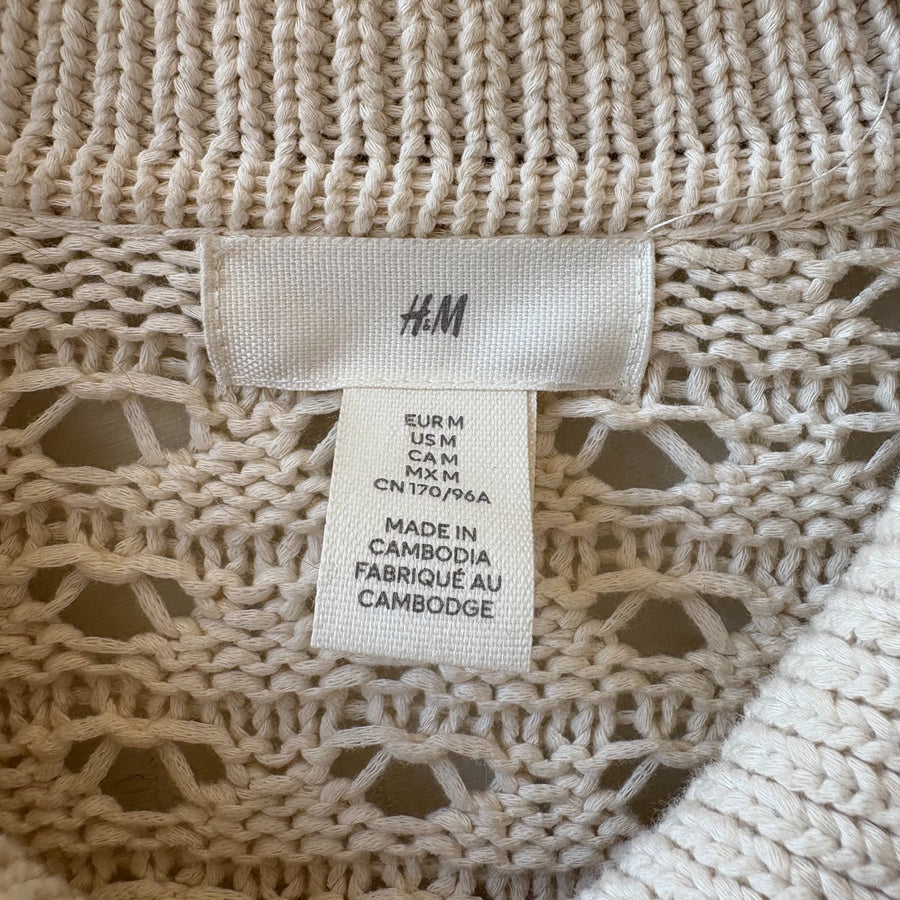 H&M
EUR M
US M
CA M
MX M
CN 170/96A
MADE IN
CAMBODIA
FABRIQUÉ AU
CAMBODGE